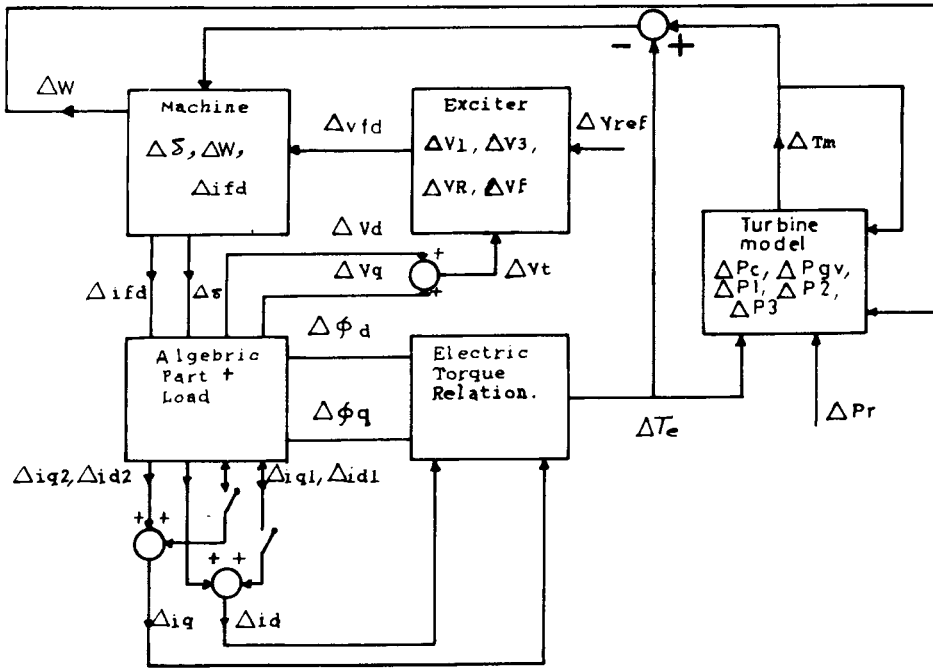 − +
ΔW
Machine
Δδ, ΔW,
Δifd
Δvfd
Exciter
ΔV1, ΔV3,
ΔVR, ΔVf
ΔVref
ΔTm
Turbine
model
ΔPc, ΔPgv,
ΔP1, ΔP2,
ΔP3
ΔVd
ΔVq
+
+
ΔVt
Δifd
Δδ
Algebric
Part +
Load
Δϕd
Δϕq
Electric
Torque
Relation.
ΔTe
ΔPr
Δiq2, Δid2
Δiq1, Δid1
+ +
+ +
Δiq
Δid